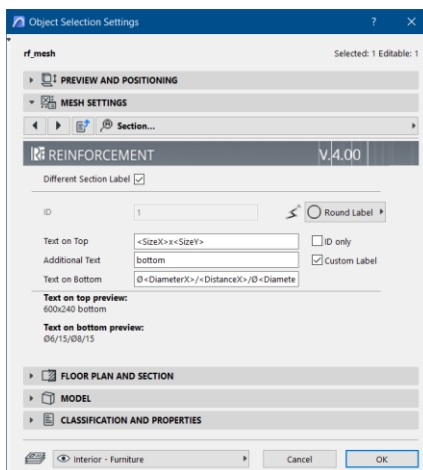 Object Selection Settings ? ×
rf_mesh Selected: 1 Editable: 1
PREVIEW AND POSITIONING
MESH SETTINGS
Section...
REINFORCEMENT V.4.00
Different Section Label
ID 1 Round Label
Text on Top <SizeX>x<SizeY> ID only
Additional Text bottom Custom Label
Text on Bottom Ø<DiameterX>/<DistanceX>/Ø<Diamete
Text on top preview:
600x240 bottom
Text on bottom preview:
Ø6/15/Ø8/15
FLOOR PLAN AND SECTION
MODEL
CLASSIFICATION AND PROPERTIES
Interior - Furniture Cancel OK